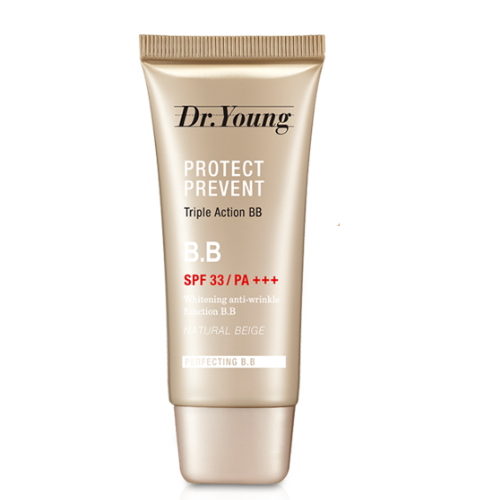 Dr.Young
PROTECT
PREVENT
Triple Action BB
B.B
SPF 33 / PA +++
Whitening anti-wrinkle
function B.B
NATURAL BEIGE
PERFECTING B.B